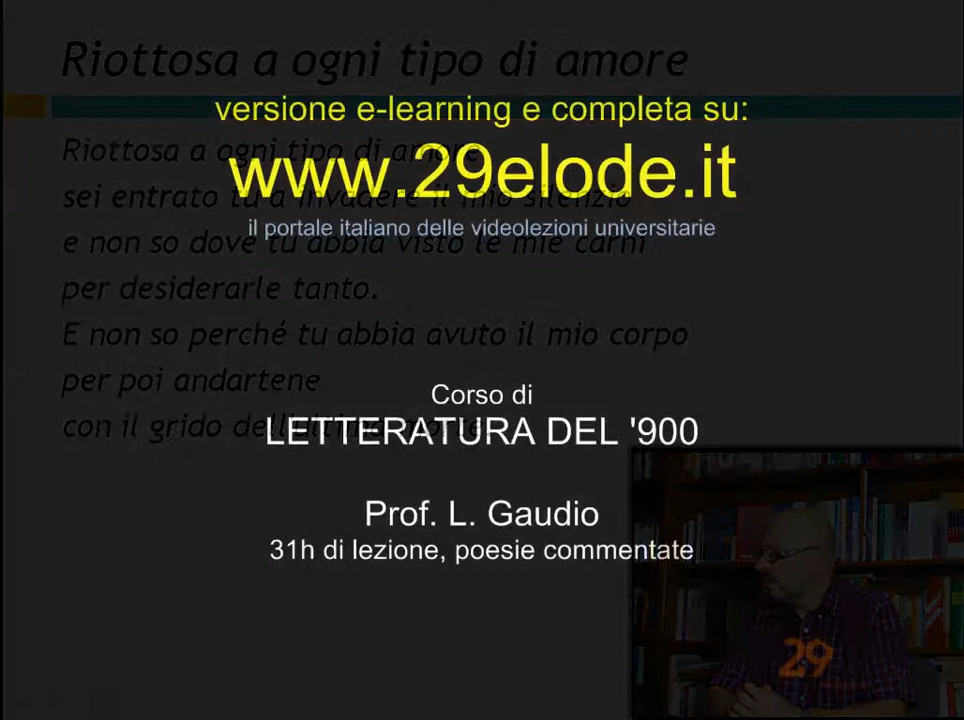 Riottosa a ogni tipo di amore
versione e-learning e completa su:
www.29elode.it
il portale italiano delle videolezioni universitarie
Riottosa a ogni tipo di amore
sei entrato tu a invadere il mio silenzio
e non so dove tu abbia visto le mie carni
per desiderarle tanto.
E non so perché tu abbia avuto il mio corpo
per poi andartene
con il grido
Corso di
LETTERATURA DEL '900
Prof. L. Gaudio
31h di lezione, poesie commentate
29